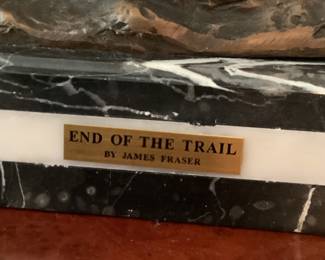 END OF THE TRAIL
BY JAMES FRASER